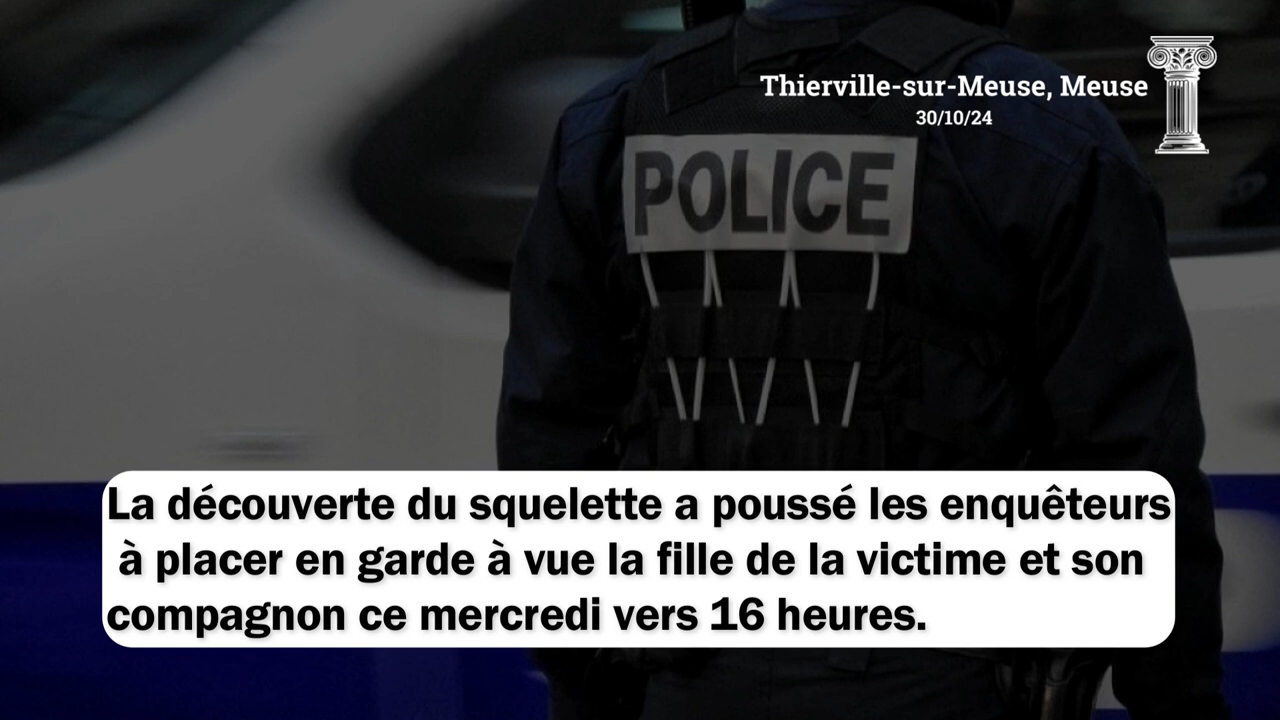 Thierville-sur-Meuse, Meuse
30/10/24
POLICE
La découverte du squelette a poussé les enquêteurs
à placer en garde à vue la fille de la victime et son
compagnon ce mercredi vers 16 heures.